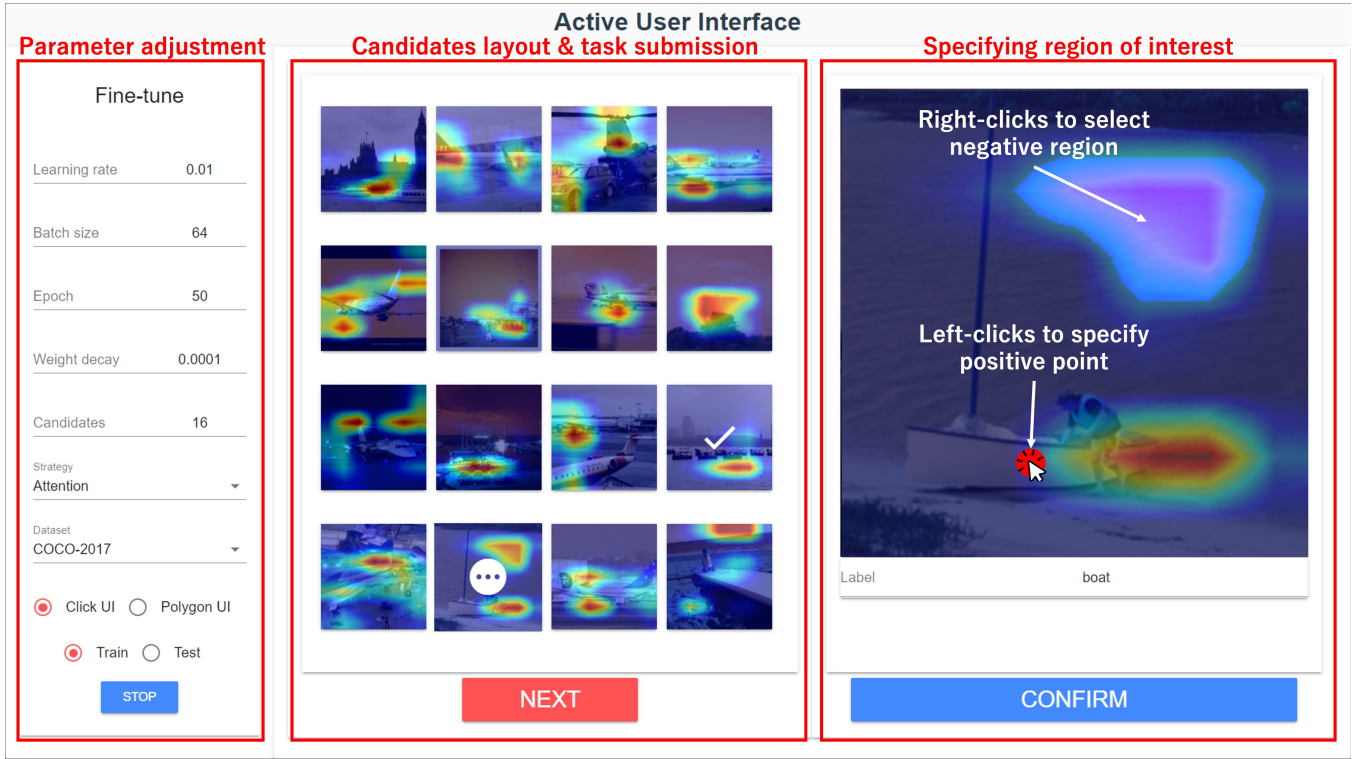 Active User Interface
Parameter adjustment
Fine-tune
Learning rate 0.01
Batch size 64
Epoch 50
Weight decay 0.0001
Candidates 16
Strategy
Attention
Dataset
COCO-2017
Click UI Polygon UI
Train Test
STOP
Candidates layout & task submission
NEXT
Specifying region of interest
Right-clicks to select
negative region
Left-clicks to specify
positive point
Label boat
CONFIRM